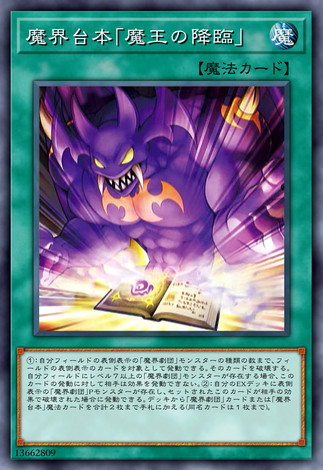 魔界台本「魔王の降臨」
魔
【魔法カード】
①:自分フィールドの表側表示の「魔界劇団」モンスターの種類の数まで、フィ
ールドの表側表示のカードを対象として発動できる。そのカードを破壊する。
自分フィールドにレベル7以上の「魔界劇団」モンスターが存在する場合、この
カードの発動に対して相手は効果を発動できない。②:自分のEXデッキに表側
表示の「魔界劇団」Pモンスターが存在し、セットされたこのカードが相手の効
果で破壊された場合に発動できる。デッキから「魔界劇団」カードまたは「魔界
台本」魔法カードを合計2枚まで手札に加える(同名カードは1枚まで)。
13662809